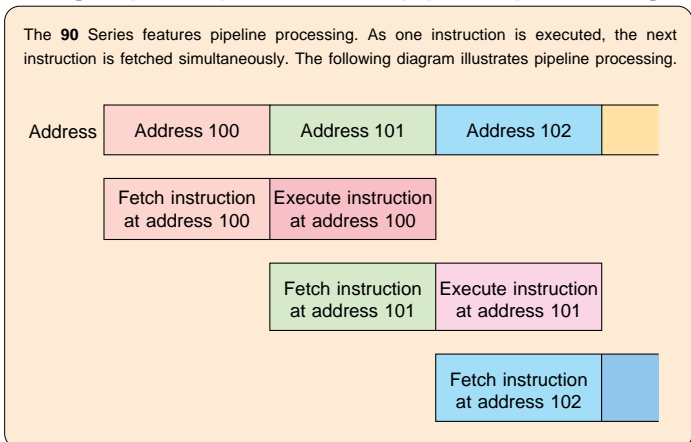 The 90 Series features pipeline processing. As one instruction is executed, the next
instruction is fetched simultaneously. The following diagram illustrates pipeline processing.
Address
Address 100
Address 101
Address 102
Fetch instruction
at address 100
Execute instruction
at address 100
Fetch instruction
at address 101
Execute instruction
at address 101
Fetch instruction
at address 102